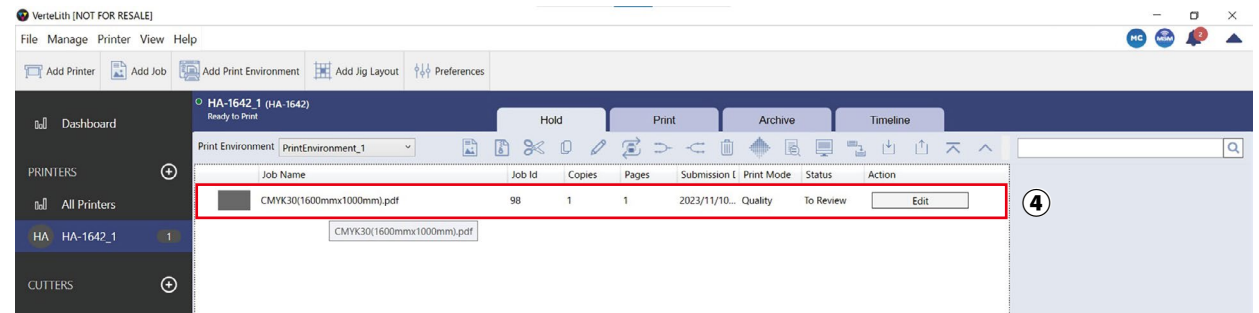 VerteLith [NOT FOR RESALE]
File Manage Printer View Help
MC MSM 2
Add Printer Add Job Add Print Environment Add Jig Layout Preferences
HA-1642_1 (HA-1642)
Ready to Print
Hold Print Archive Timeline
Dashboard
Print Environment PrintEnvironment_1
PRINTERS
Job Name Job Id Copies Pages Submission D Print Mode Status Action
All Printers
CMYK30(1600mmx1000mm).pdf 98 1 1 2023/11/10... Quality To Review Edit
④
HA HA-1642_1 1
CMYK30(1600mmx1000mm).pdf
CUTTERS